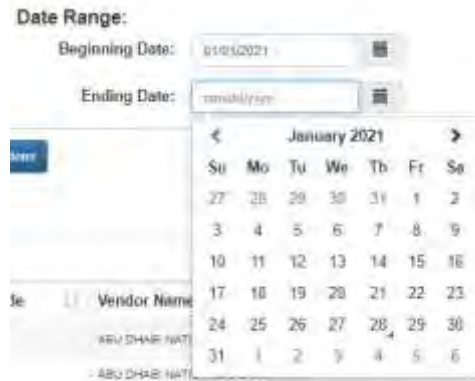 Date Range:
Beginning Date: 01/01/2021
Ending Date: mm/dd/yyyy
January 2021
Su Mo Tu We Th Fr Sa
27 28 29 30 31 1 2
3 4 5 6 7 8 9
10 11 12 13 14 15 16
17 18 19 20 21 22 23
24 25 26 27 28 29 30
31 1 2 3 4 5 6
Vendor Name
ABU DHABI NATI
ABU DHABI NATI